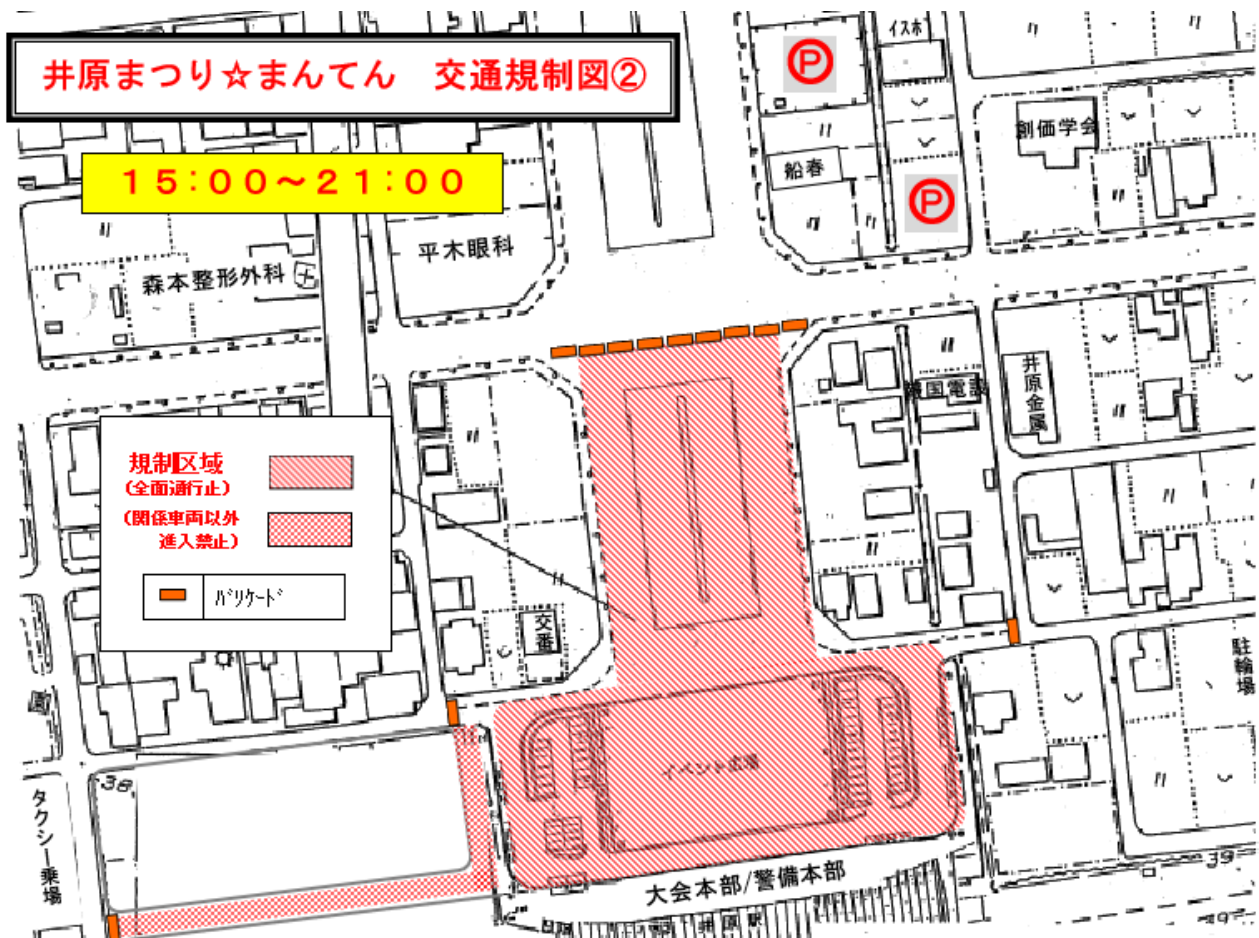 井原まつり☆まんてん 交通規制図②
15:00～21:00
イスホ
P
創価学会
船春
P
平木眼科
森本整形外科
井原金属
規制区域
(全面通行止)
(関係車両以外
進入禁止)
ﾊﾞﾘｹｰﾄﾞ
交番
駐輪場
イベント広場
38
タクシー乗場
大会本部/警備本部
39